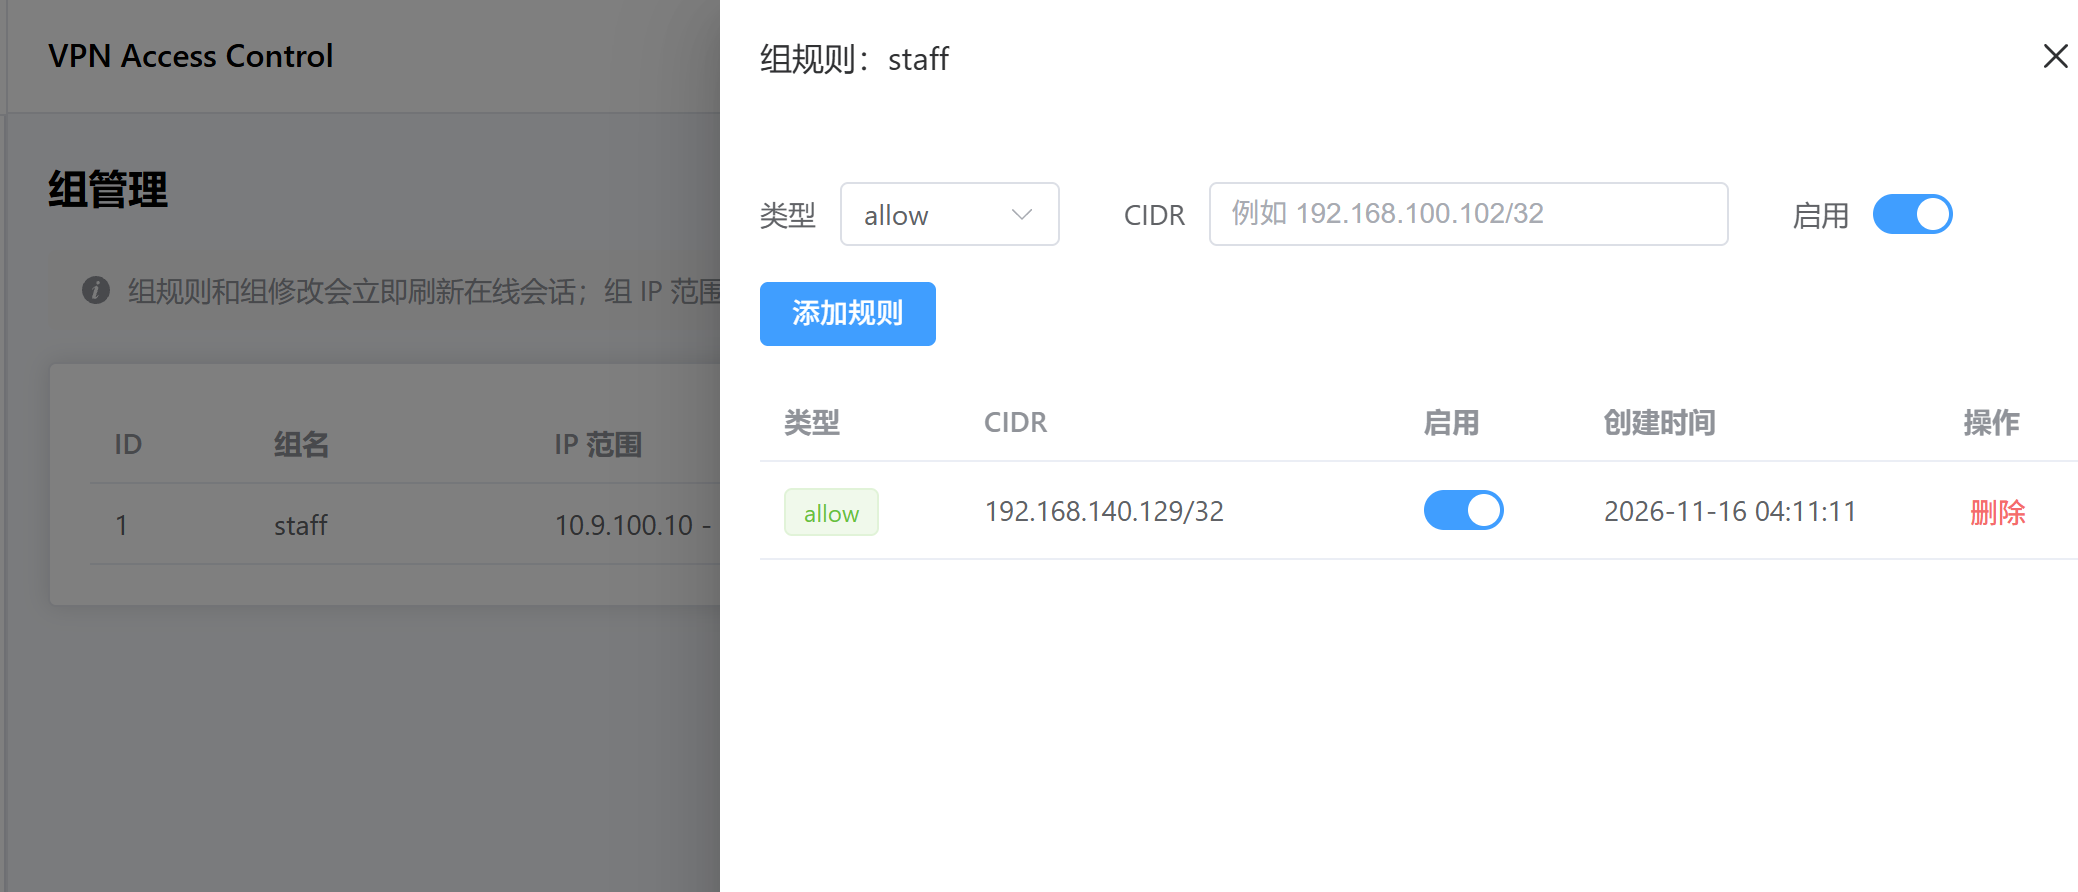 VPN Access Control
组管理
组规则和组修改会立即刷新在线会话；组 IP 范围
ID 组名 IP 范围
1 staff 10.9.100.10 -
组规则：staff
类型 allow CIDR 例如 192.168.100.102/32 启用
添加规则
类型 CIDR 启用 创建时间 操作
allow 192.168.140.129/32 2026-11-16 04:11:11 删除